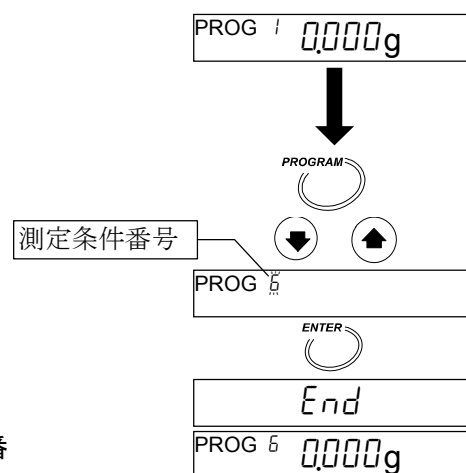 PROG 1 0.000g
PROGRAM
測定条件番号
PROG 6
ENTER
End
番
PROG 6 0.000g